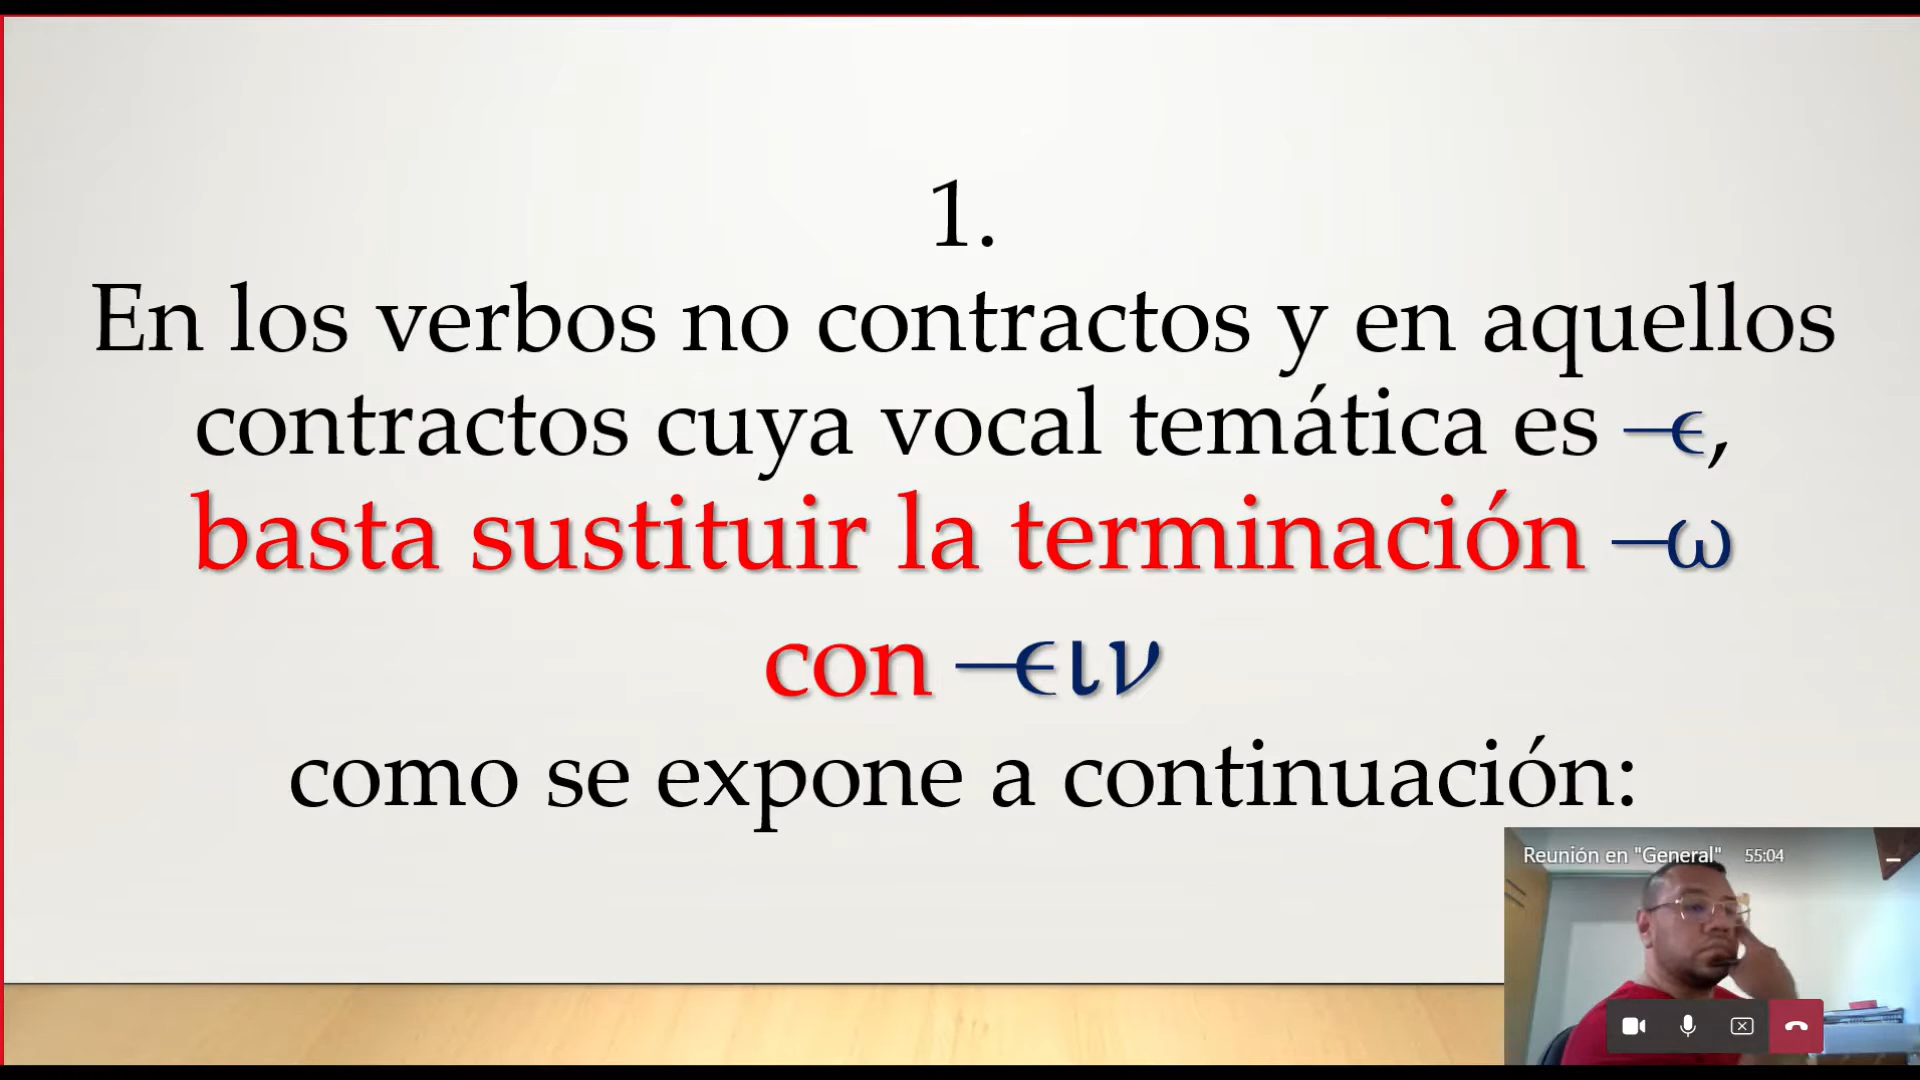 1.
En los verbos no contractos y en aquellos
contractos cuya vocal temática es –ϵ,
basta sustituir la terminación –ω
con –ϵιν
como se expone a continuación:
Reunión en "General" 55:04